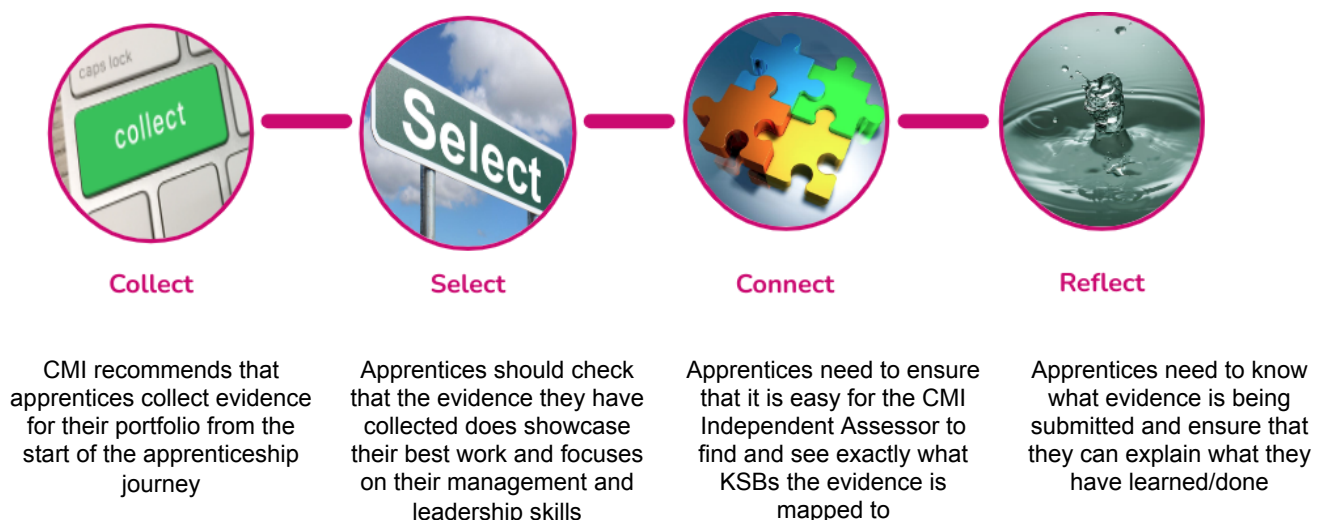 caps lock
collect
Select
Collect
Select
Connect
Reflect
CMI recommends that
apprentices collect evidence
for their portfolio from the
start of the apprenticeship
journey
Apprentices should check
that the evidence they have
collected does showcase
their best work and focuses
on their management and
leadership skills
Apprentices need to ensure
that it is easy for the CMI
Independent Assessor to
find and see exactly what
KSBs the evidence is
mapped to
Apprentices need to know
what evidence is being
submitted and ensure that
they can explain what they
have learned/done